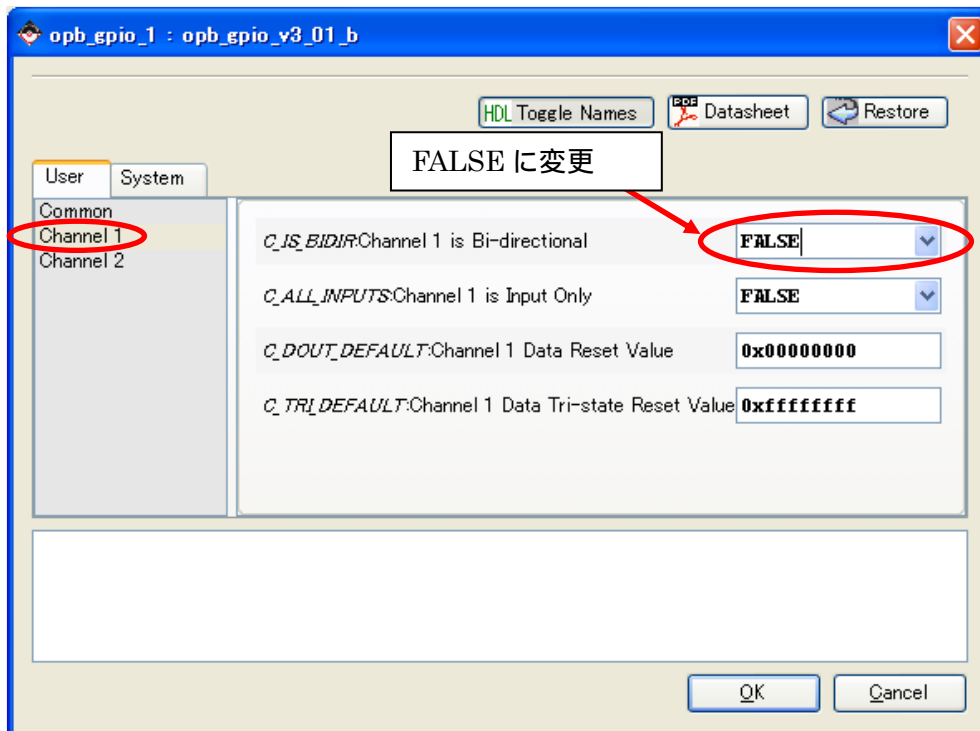 opb_gpio_1 : opb_gpio_v3_01_b
HDL Toggle Names
PDF Datasheet
Restore
FALSE に変更
User
System
Common
Channel 1
Channel 2
C_IS_BIDIR:Channel 1 is Bi-directional
FALSE
C_ALL_INPUTS:Channel 1 is Input Only
FALSE
C_DOUT_DEFAULT:Channel 1 Data Reset Value
0x00000000
C_TRI_DEFAULT:Channel 1 Data Tri-state Reset Value
0xffffffff
OK
Cancel